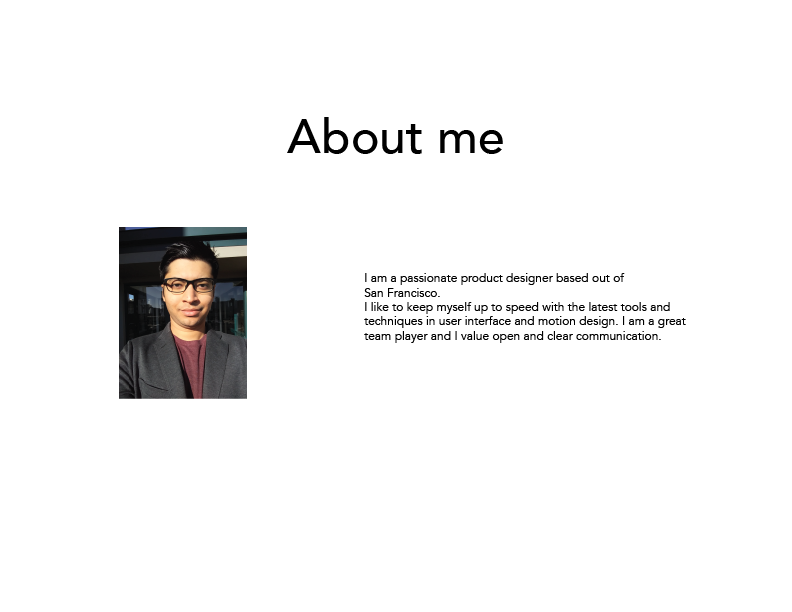 About me
I am a passionate product designer based out of
San Francisco.
I like to keep myself up to speed with the latest tools and
techniques in user interface and motion design. I am a great
team player and I value open and clear communication.